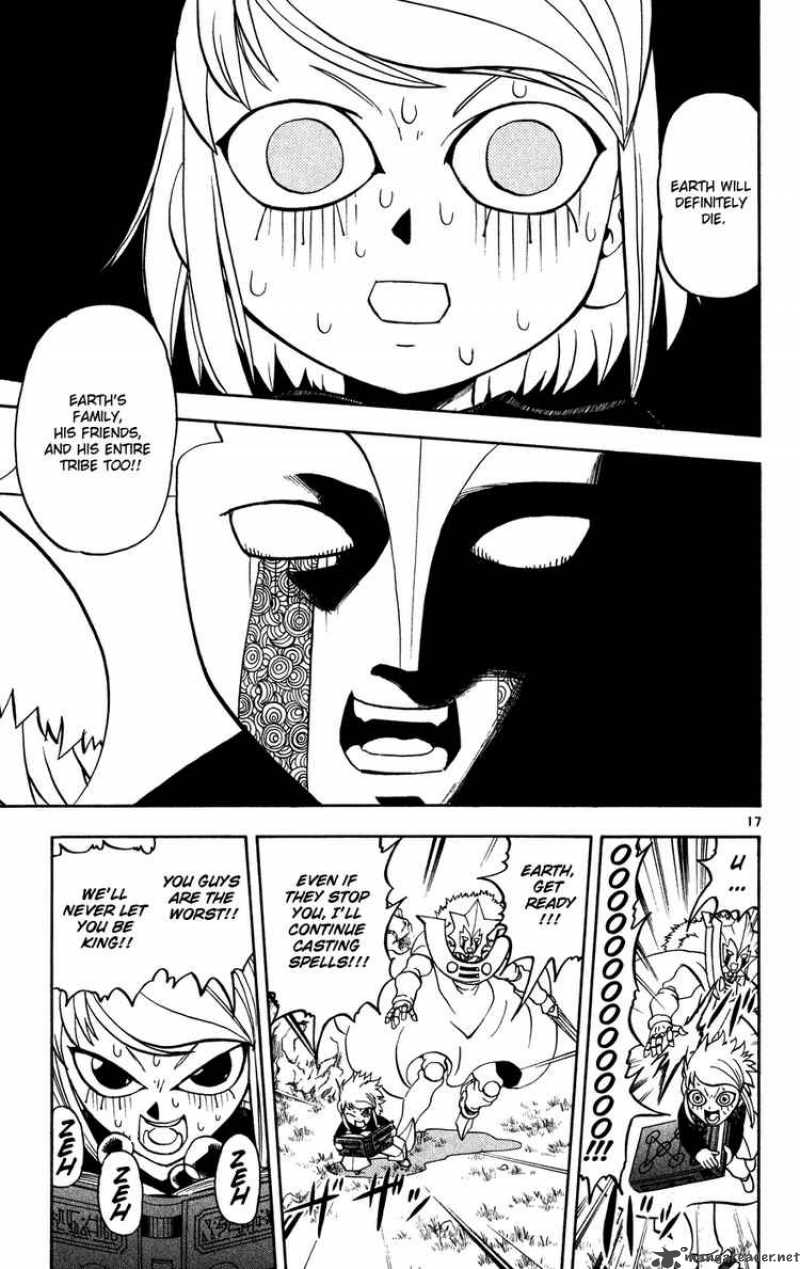 EARTH WILL
DEFINITELY
DIE.
EARTH'S
FAMILY,
HIS FRIENDS,
AND HIS ENTIRE
TRIBE TOO!!
17
U
...
OOOOOOOOOOOOO!!!
EARTH,
GET
READY
!!!
EVEN IF
THEY STOP
YOU, I'LL
CONTINUE
CASTING
SPELLS!!!
YOU GUYS
ARE THE
WORST!!
WE'LL
NEVER LET
YOU BE
KING!!
ZEH
ZEH
ZEH
ZEH
mangareader.net